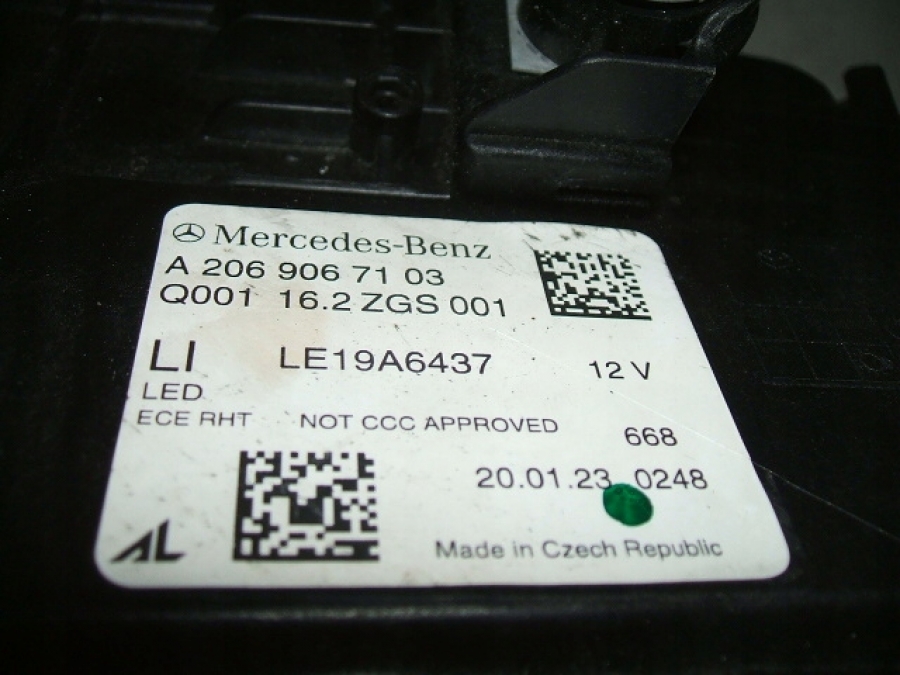 Mercedes-Benz
A 206 906 71 03
Q001 16.2 ZGS 001
LI LE19A6437 12 V
LED
ECE RHT NOT CCC APPROVED
668
20.01.23 0248
AL
Made in Czech Republic